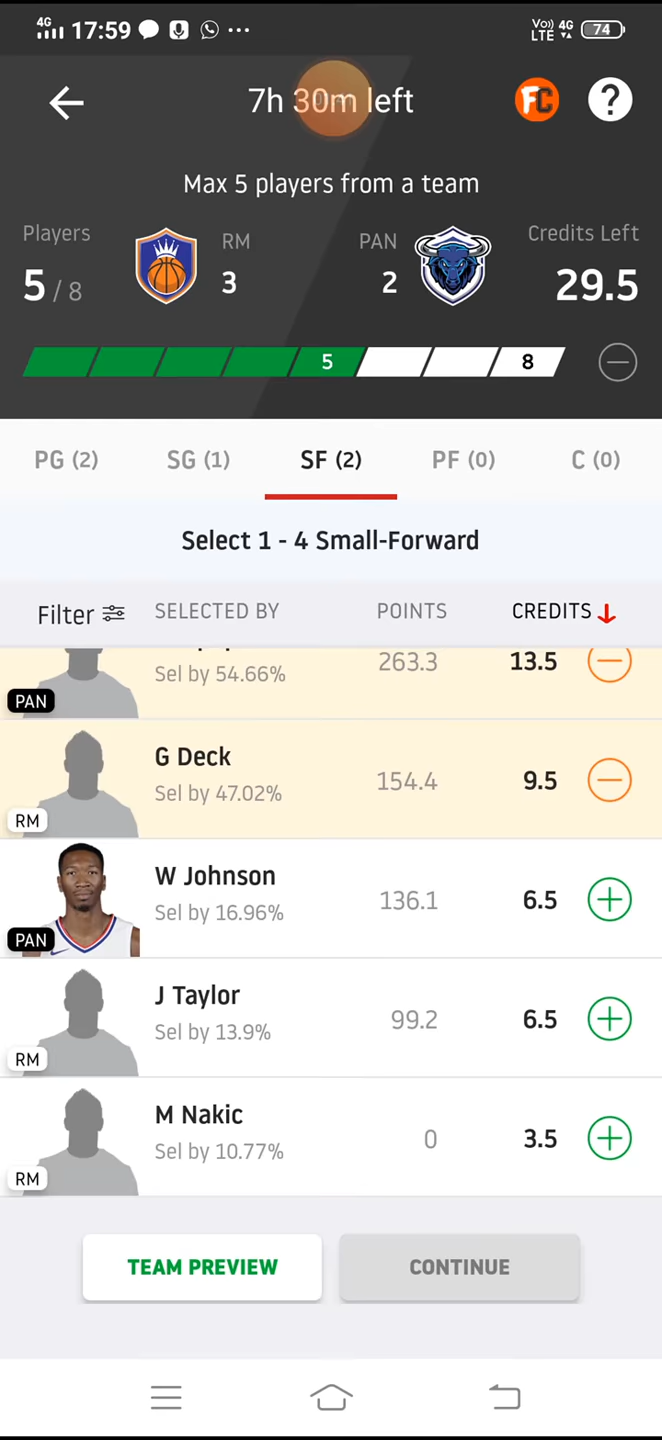 4G 17:59 Vo)) LTE 4G 74
7h 30m left FC ?
Max 5 players from a team
Players RM PAN Credits Left
5 / 8 3 2 29.5
5 8
PG (2) SG (1) SF (2) PF (0) C (0)
Select 1 - 4 Small-Forward
Filter SELECTED BY POINTS CREDITS
Sel by 54.66% 263.3 13.5
PAN
G Deck
Sel by 47.02% 154.4 9.5
RM
W Johnson
Sel by 16.96% 136.1 6.5
PAN
J Taylor
Sel by 13.9% 99.2 6.5
RM
M Nakic
Sel by 10.77% 0 3.5
RM
TEAM PREVIEW CONTINUE